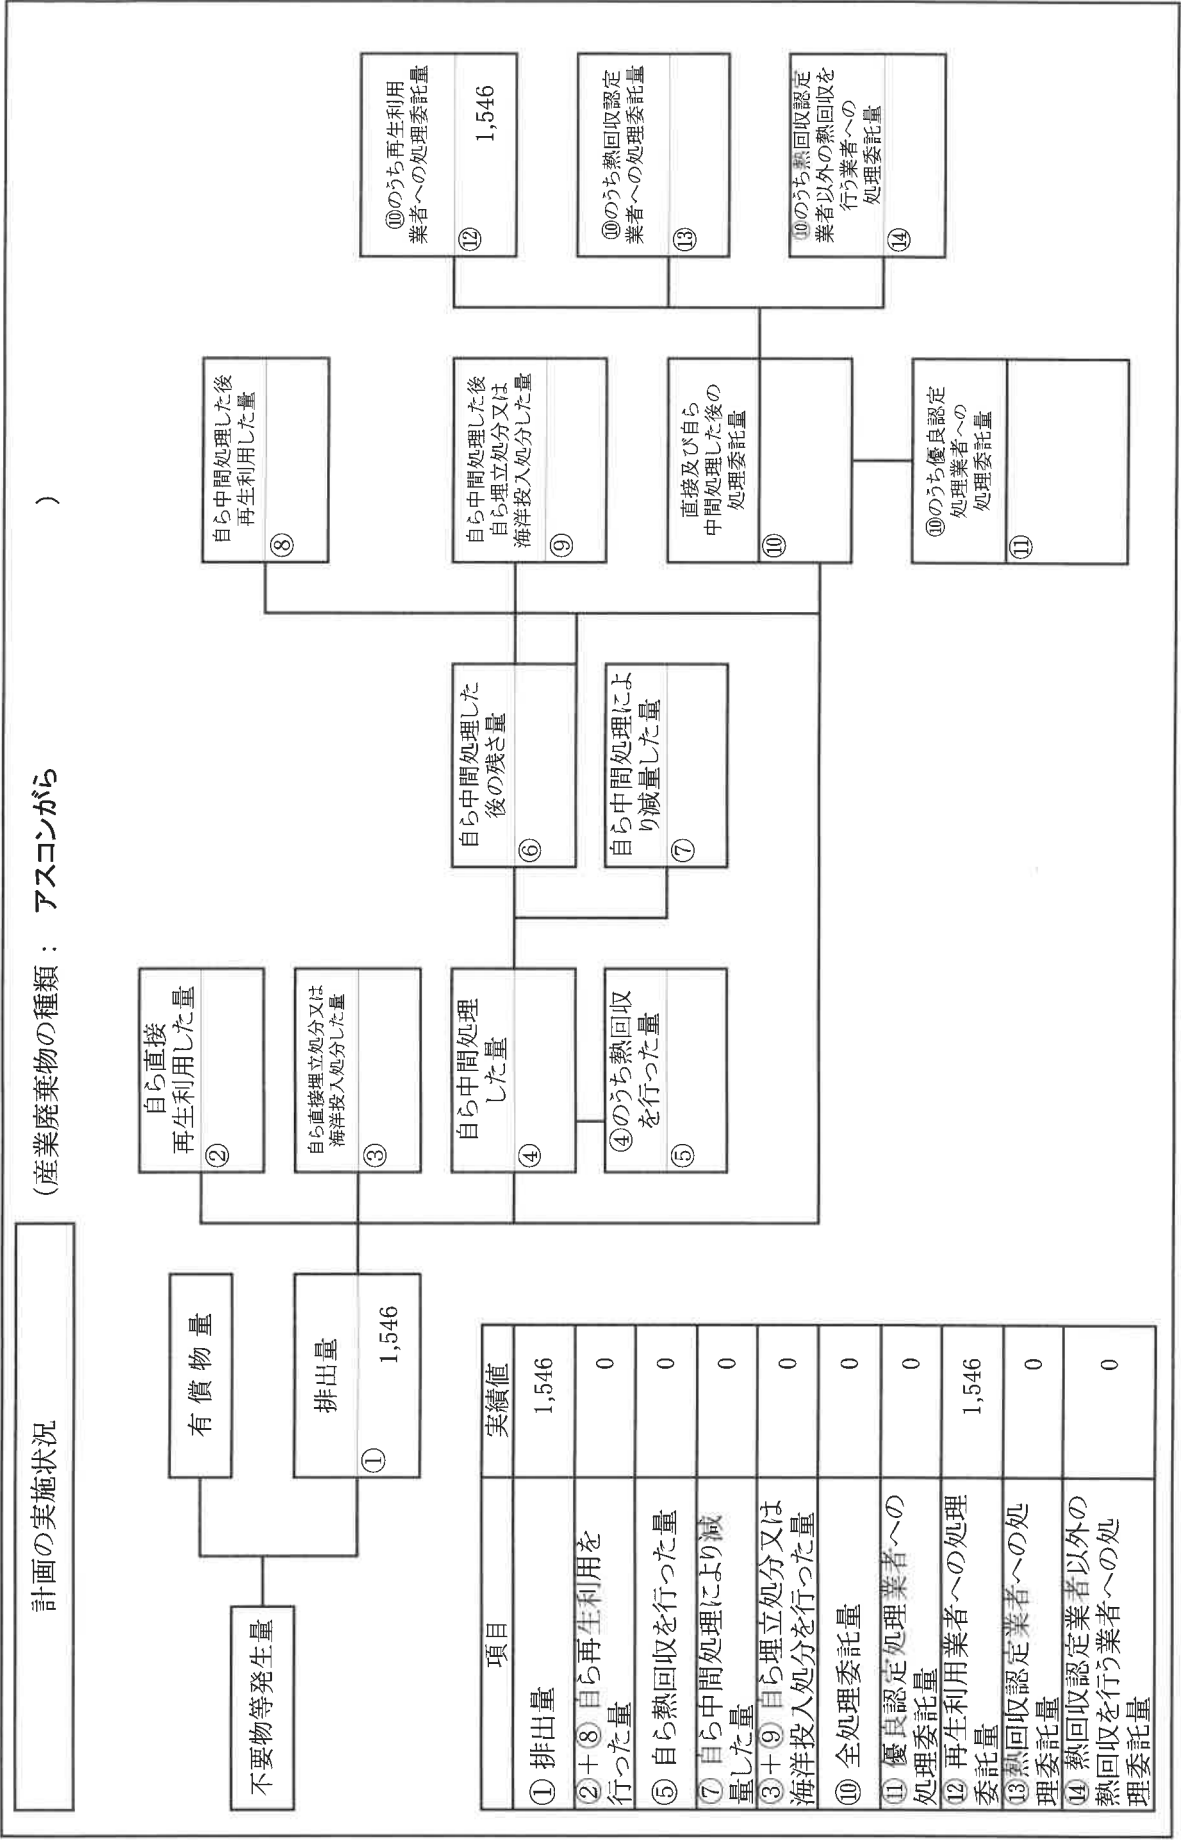 計画の実施状況
（産業廃棄物の種類： アスコンがら ）
不要物等発生量
有償物量
排出量
① 1,546
自ら直接
再生利用した量
②
自ら直接埋立処分又は
海洋投入処分した量
③
自ら中間処理
した量
④
④のうち熱回収
を行った量
⑤
自ら中間処理した
後の残さ量
⑥
自ら中間処理によ
り減量した量
⑦
自ら中間処理した後
再生利用した量
⑧
自ら中間処理した後
自ら埋立処分又は
海洋投入処分した量
⑨
直接及び自ら
中間処理した後の
処理委託量
⑩
⑩のうち優良認定
処理業者への
処理委託量
⑪
⑩のうち再生利用
業者への処理委託量
⑫ 1,546
⑩のうち熱回収認定
業者への処理委託量
⑬
⑩のうち熱回収認定
業者以外の熱回収を
行う業者への
処理委託量
⑭
項目 実績値
① 排出量 1,546
②＋⑧ 自ら再生利用を
行った量 0
⑤ 自ら熱回収を行った量 0
⑦ 自ら中間処理により減
量した量 0
③＋⑨ 自ら埋立処分又は
海洋投入処分を行った量 0
⑩ 全処理委託量 0
⑪ 優良認定処理業者への
処理委託量 0
⑫ 再生利用業者への処理
委託量 1,546
⑬熱回収認定業者への処
理委託量 0
⑭ 熱回収認定業者以外の
熱回収を行う業者への処
理委託量 0